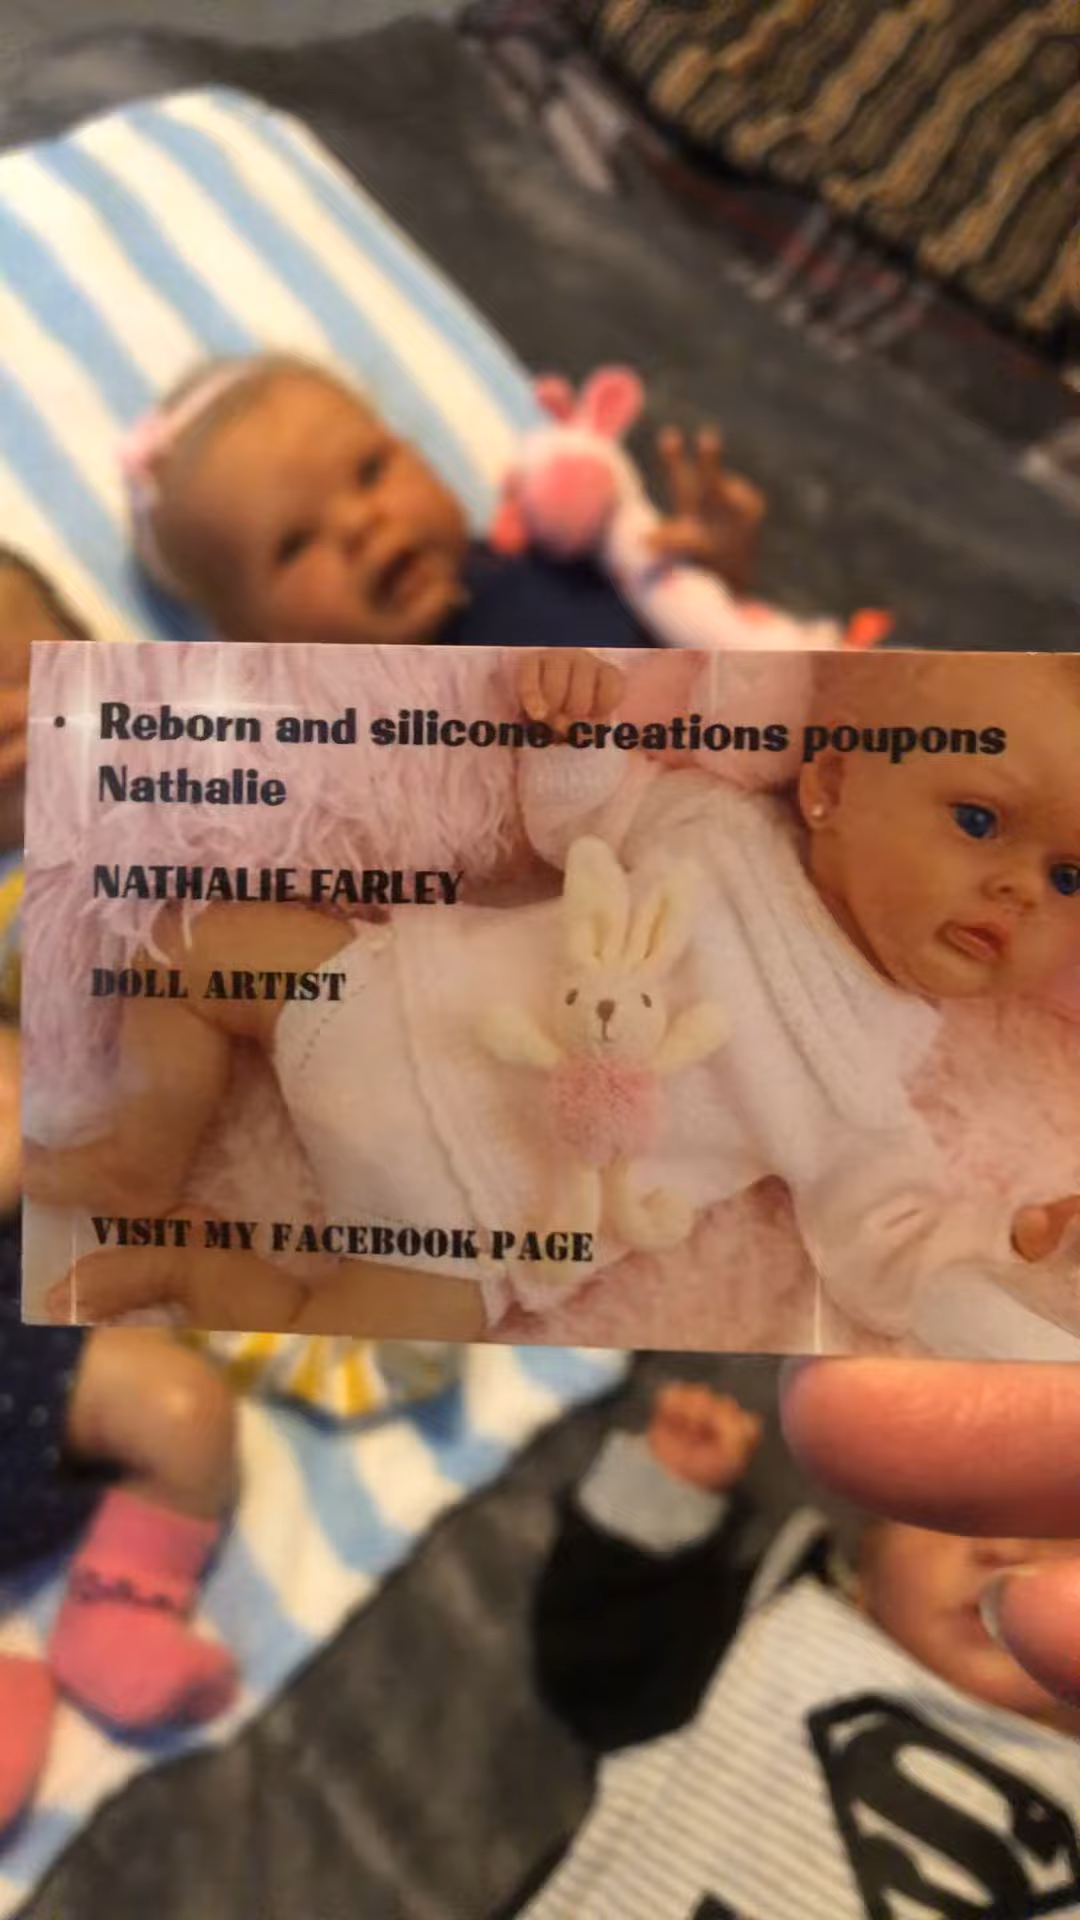 • Reborn and silicone creations poupons
Nathalie
NATHALIE FARLEY
DOLL ARTIST
VISIT MY FACEBOOK PAGE
S